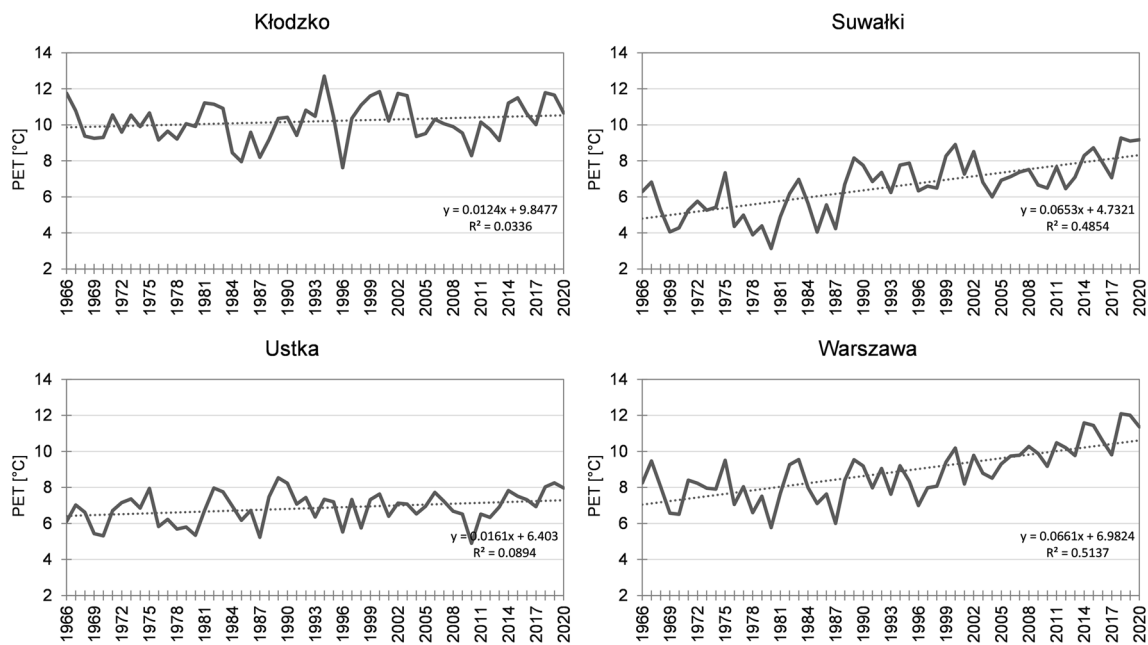 Kłodzko
14
12
10
8
6
4
2
PET [°C]
y = 0.0124x + 9.8477
R² = 0.0336
1966 1969 1972 1975 1978 1981 1984 1987 1990 1993 1996 1999 2002 2005 2008 2011 2014 2017 2020
Suwałki
14
12
10
8
6
4
2
PET [°C]
y = 0.0653x + 4.7321
R² = 0.4854
1966 1969 1972 1975 1978 1981 1984 1987 1990 1993 1996 1999 2002 2005 2008 2011 2014 2017 2020
Ustka
14
12
10
8
6
4
2
PET [°C]
y = 0.0161x + 6.403
R² = 0.0894
1966 1969 1972 1975 1978 1981 1984 1987 1990 1993 1996 1999 2002 2005 2008 2011 2014 2017 2020
Warszawa
14
12
10
8
6
4
2
PET [°C]
y = 0.0661x + 6.9824
R² = 0.5137
1966 1969 1972 1975 1978 1981 1984 1987 1990 1993 1996 1999 2002 2005 2008 2011 2014 2017 2020